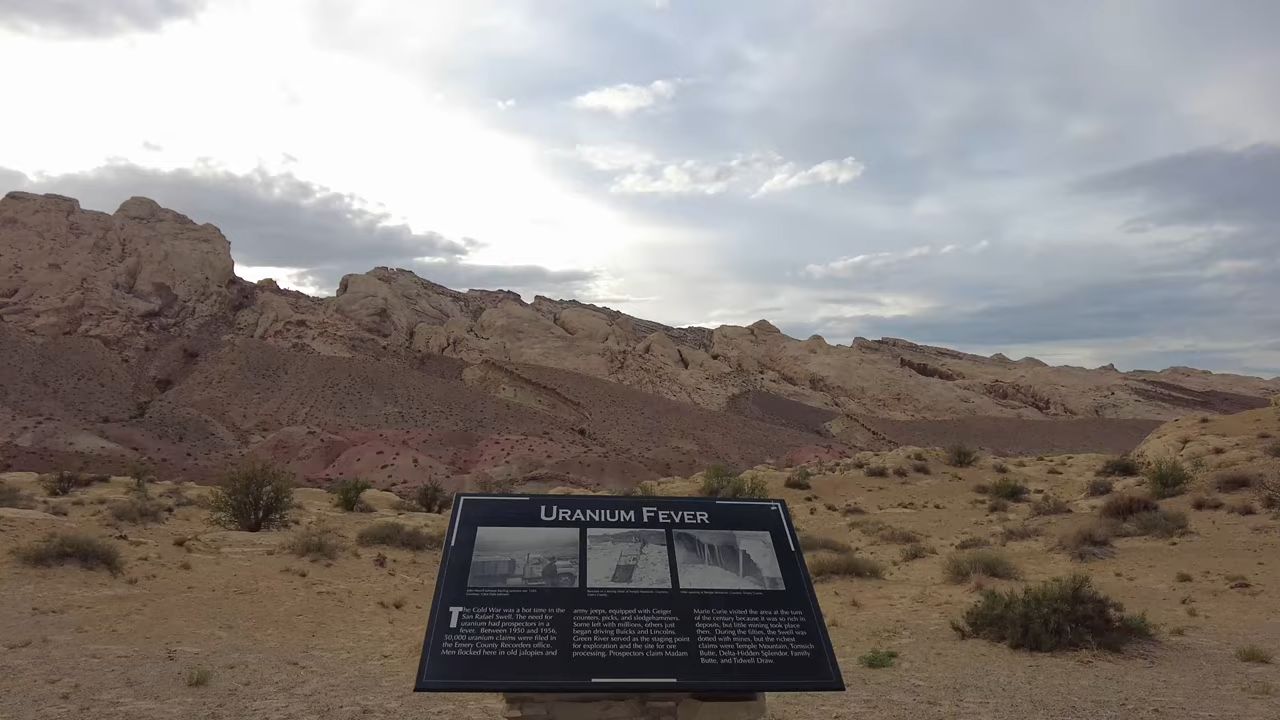 URANIUM FEVER
The Cold War was a hot time in the
San Rafael Swell. The need for
uranium had prospectors in a
fever. Between 1950 and 1956,
50,000 uranium claims were filed in
the Emery County Recorders office.
Men flocked here in old jalopies and
army jeeps, equipped with Geiger
counters, picks, and sledgehammers.
Some left with millions, others just
began driving Buicks and Lincolns.
Green River served as the staging point
for exploration and the site for ore
processing. Prospectors claim Madam
Marie Curie visited the area at the turn
of the century because it was so rich in
deposits, but little mining took place
then. During the fifties, the Swell was
dotted with mines, but the richest
claims were Temple Mountain, Tomsich
Butte, Delta-Hidden Splendor, Family
Butte, and Tidwell Draw.